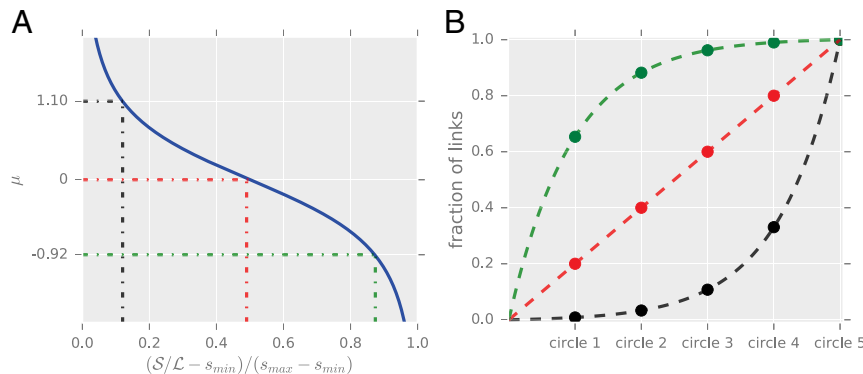 A
μ
1.10
0
-0.92
0.0 0.2 0.4 0.6 0.8 1.0
(S/L − s_min)/(s_max − s_min)
B
fraction of links
1.0
0.8
0.6
0.4
0.2
0.0
circle 1 circle 2 circle 3 circle 4 circle 5